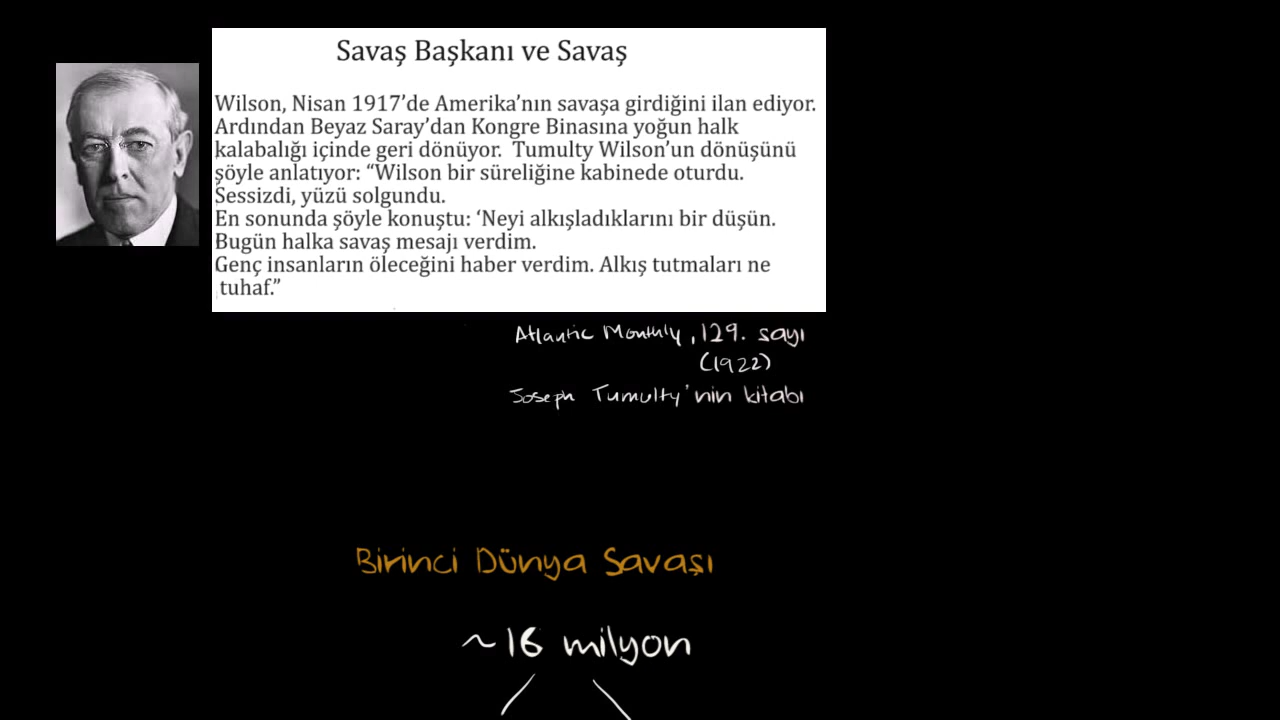 Savaş Başkanı ve Savaş
Wilson, Nisan 1917’de Amerika’nın savaşa girdiğini ilan ediyor.
Ardından Beyaz Saray’dan Kongre Binasına yoğun halk
kalabalığı içinde geri dönüyor.  Tumulty Wilson’un dönüşünü
şöyle anlatıyor: “Wilson bir süreliğine kabinede oturdu.
Sessizdi, yüzü solgundu.
En sonunda şöyle konuştu: ‘Neyi alkışladıklarını bir düşün.
Bugün halka savaş mesajı verdim.
Genç insanların öleceğini haber verdim. Alkış tutmaları ne
tuhaf.”
Atlantic Monthly, 129. sayı
(1922)
Joseph Tumulty'nin kitabı
Birinci Dünya Savaşı
~16 milyon